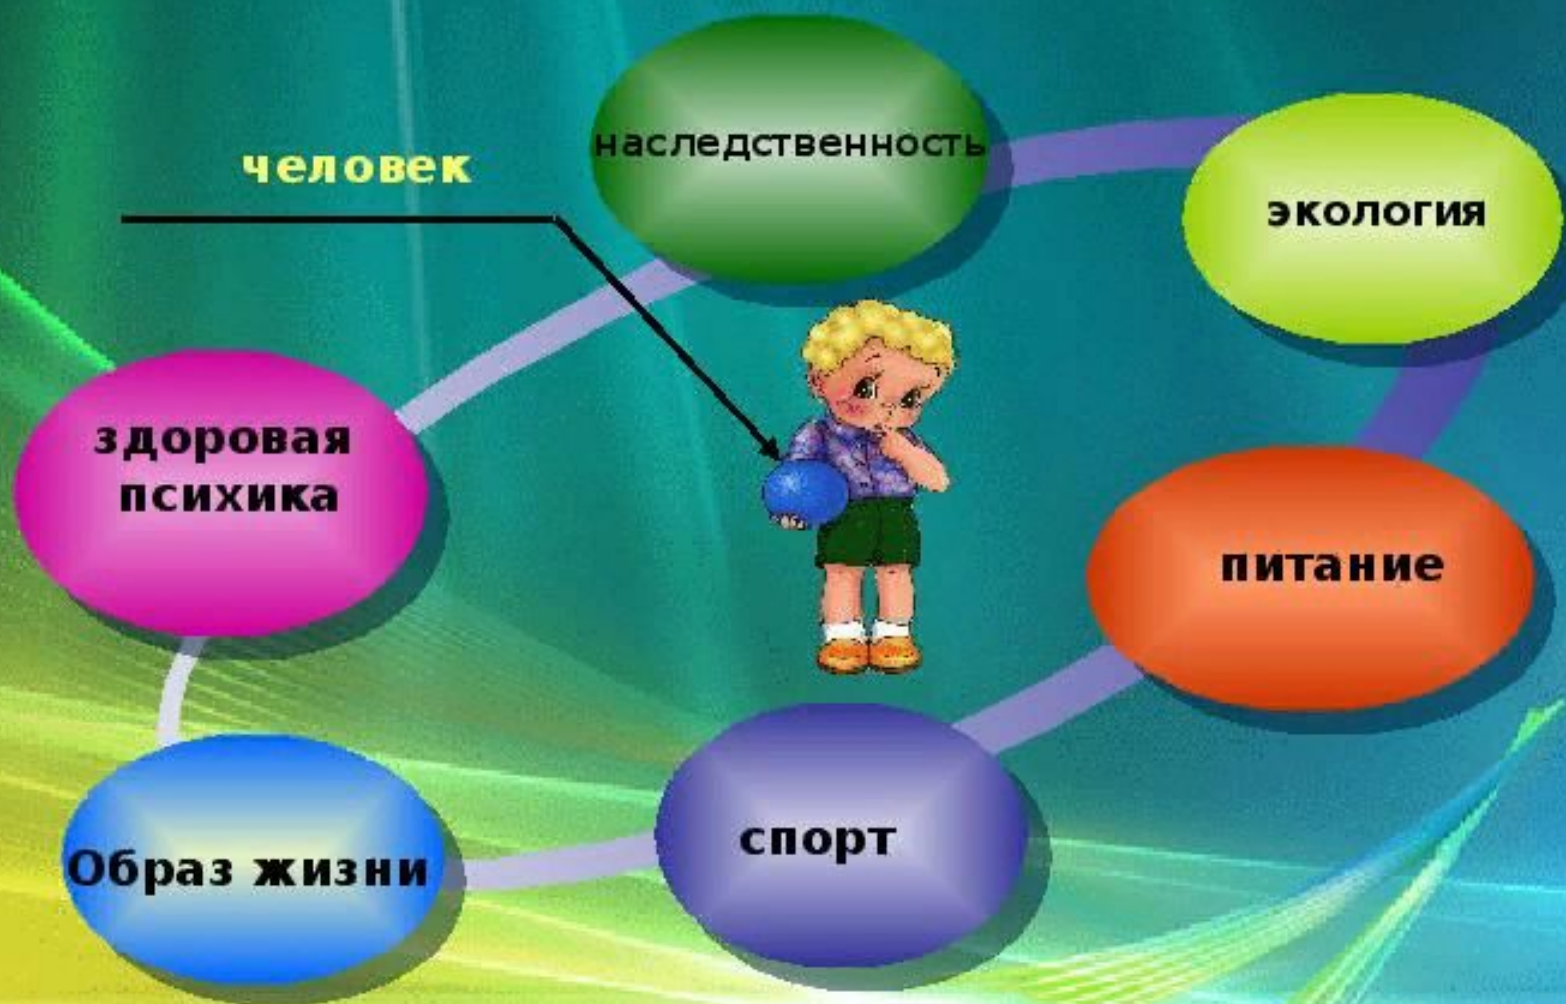 наследственность
человек
экология
здоровая
психика
питание
спорт
Образ жизни